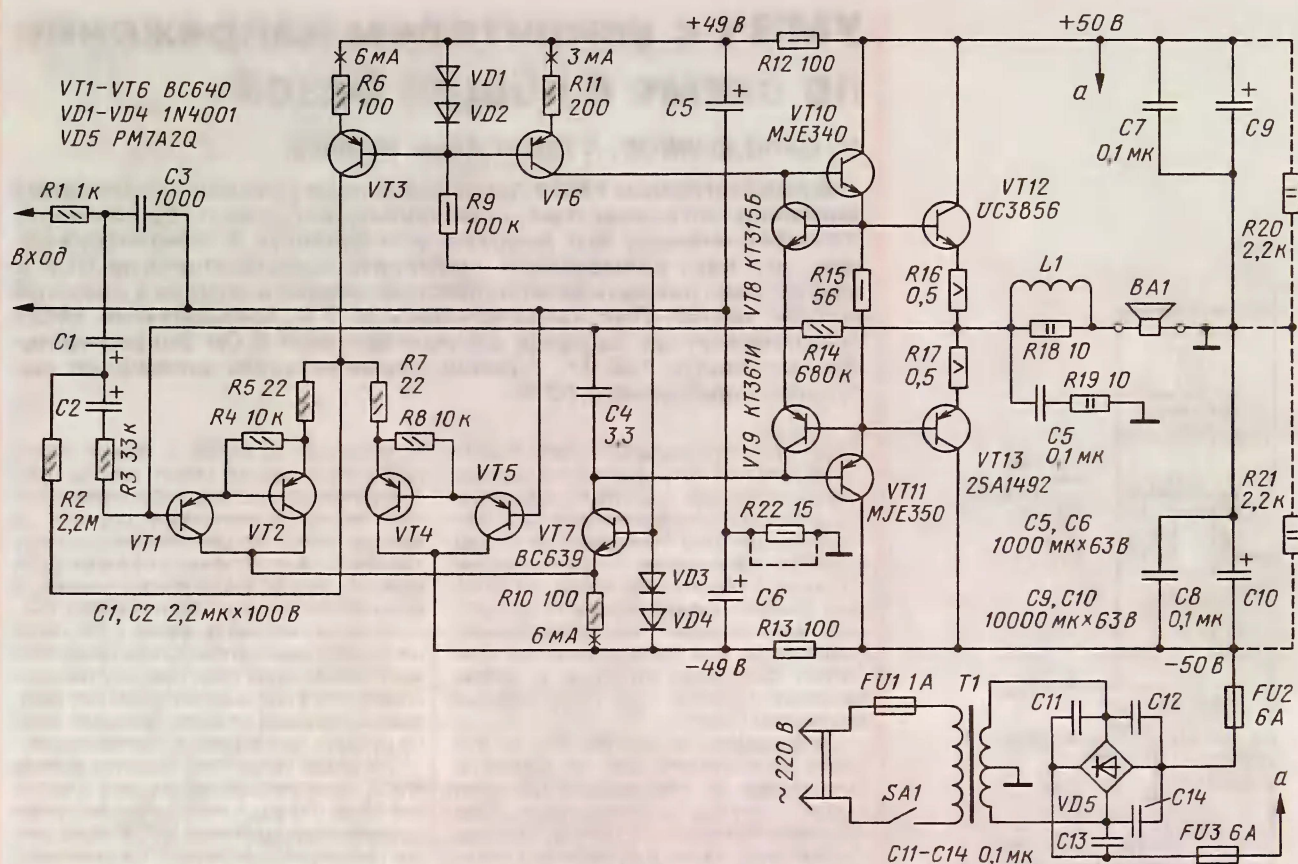 +49 В
+50 В
6 мА
3 мА
R12 100
VT1-VT6 BC640
VD1-VD4 1N4001
VD5 PM7A2Q
R6
100
VD1
VD2
R11
200
C5
+
a
VT10
MJE340
C7
0,1 мк
+
C9
R1 1к
C3
1000
VT3
VT6
VT12
UC3856
R9
100 к
R20
2,2 к
Вход
VT8 КТ315Б
R15
56
R16
0,5
L1
BA1
C1
+
R5 22
R7
22
R14
680 к
R18 10
R17
0,5
C2
+
R4 10 к
R8 10 к
C4
3,3
VT9 КТ361И
R19 10
R3 33 к
VT5
C5
0,1 мк
R2
2,2М
VT13
2SA1492
R21
2,2 к
VT1
VT2
VT4
VT7
BC639
R22 15
VT11
MJE350
C5, C6
1000 мк×63В
VD3
VD4
+
C6
C1, C2 2,2 мк×100 В
R10 100
6 мА
C9, C10
10000 мк×63В
C8
0,1 мк
+
C10
R13 100
-49 В
-50 В
FU1 1А
T1
C11
C12
FU2
6А
~ 220 В
SA1
VD5
C14
a
C13
FU3 6А
C11-C14 0,1 мк